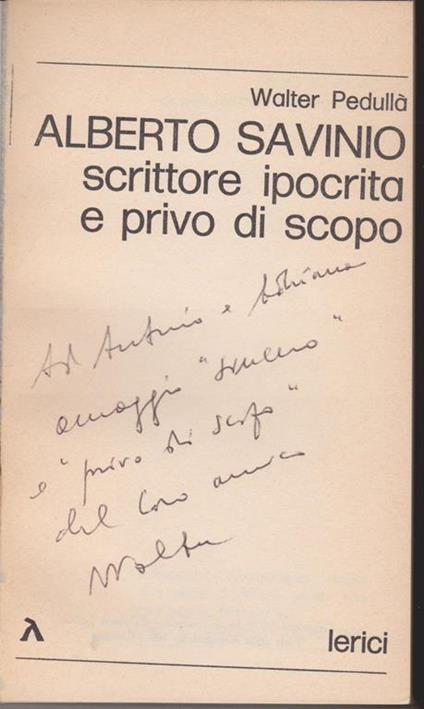 Walter Pedullà
ALBERTO SAVINIO
scrittore ipocrita
e privo di scopo
Ad Antonio e Adriana
omaggio " "
e "privo di scopo"
del loro amico
Walter
λ lerici